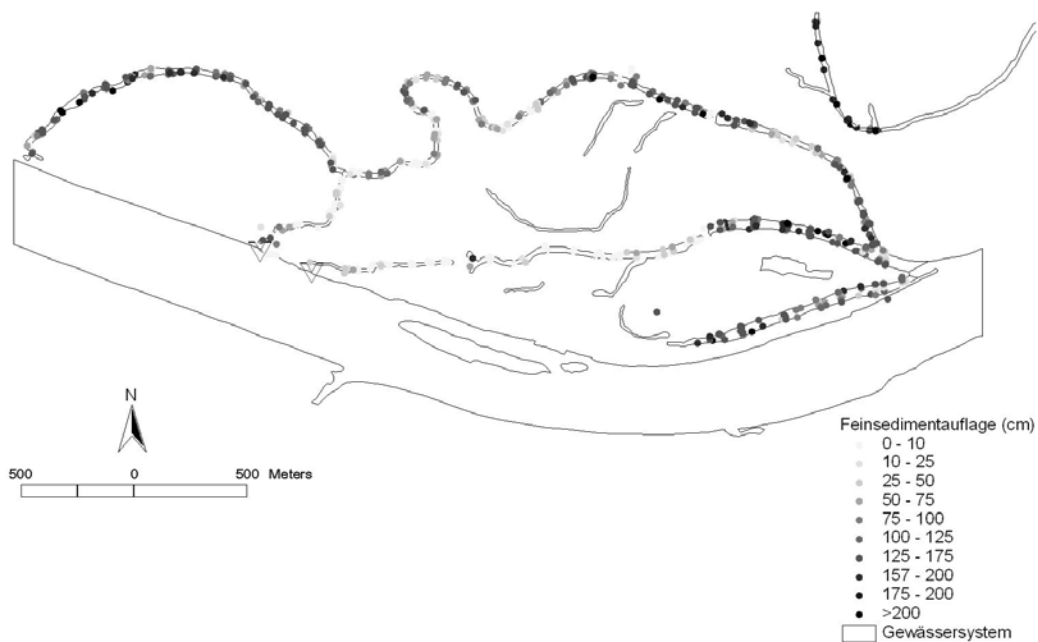 N
500 0 500 Meters
Feinsedimentauflage (cm)
0 - 10
10 - 25
25 - 50
50 - 75
75 - 100
100 - 125
125 - 175
157 - 200
175 - 200
>200
Gewässersystem